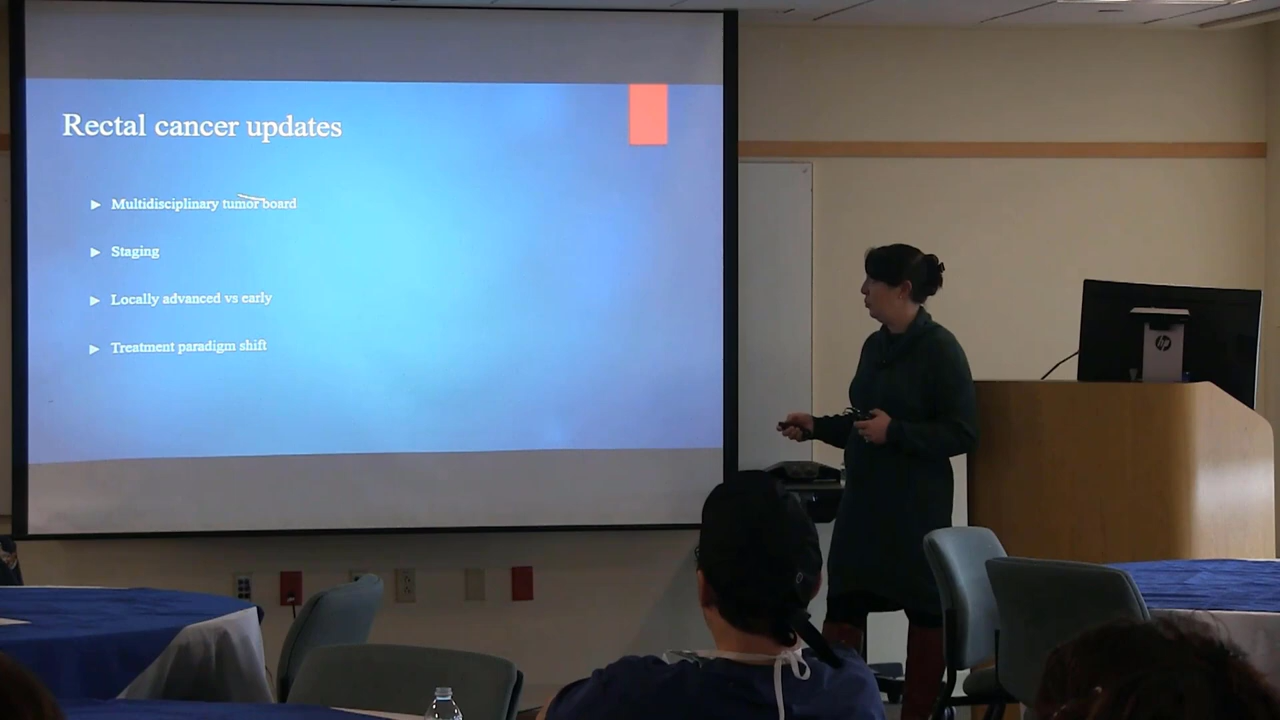 Rectal cancer updates
Multidisciplinary tumor board
Staging
Locally advanced vs early
Treatment paradigm shift
hp